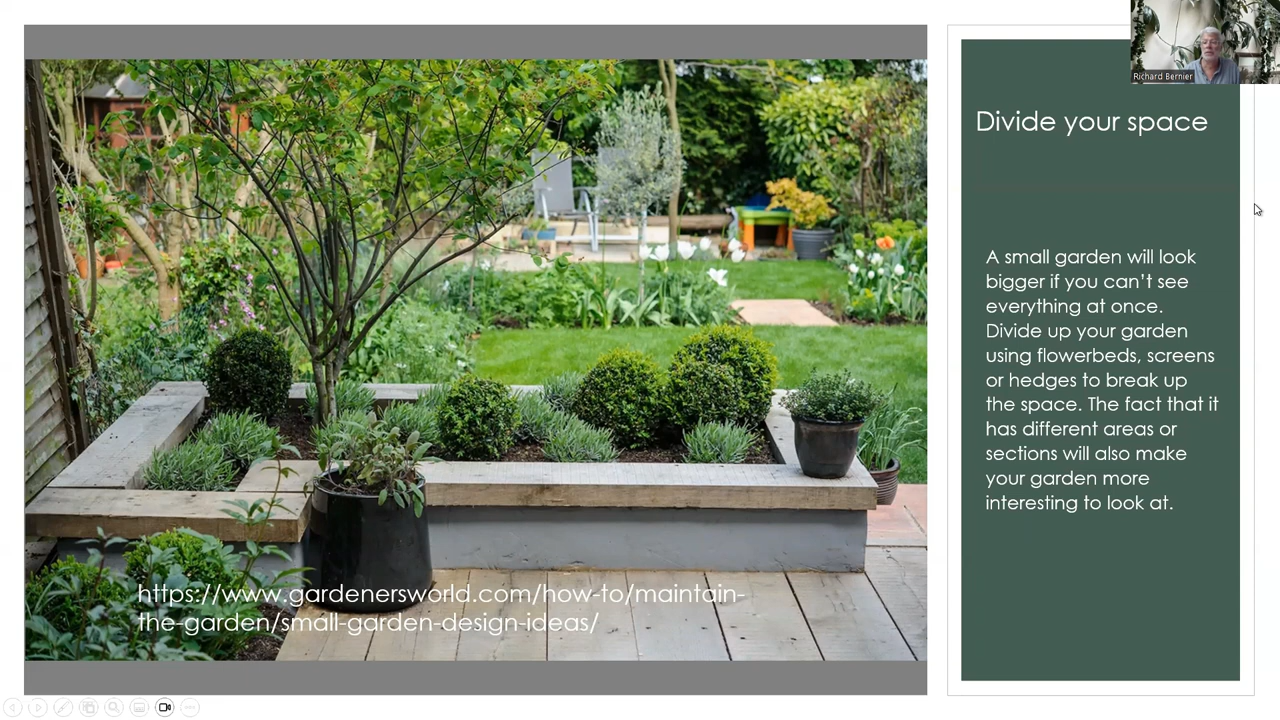 Richard Bernier
Divide your space
A small garden will look
bigger if you can't see
everything at once.
Divide up your garden
using flowerbeds, screens
or hedges to break up
the space. The fact that it
has different areas or
sections will also make
your garden more
interesting to look at.
https://www.gardenersworld.com/how-to/maintain-
the-garden/small-garden-design-ideas/